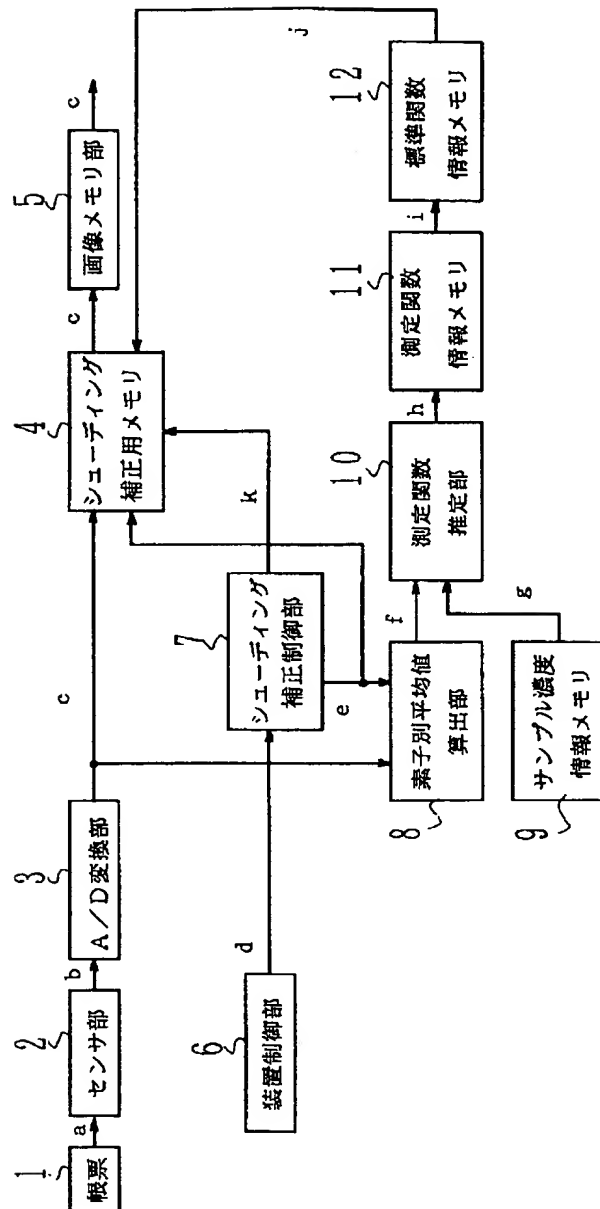 1
帳票
a
2
センサ部
b
3
A/D変換部
c
4
シューディング
補正用メモリ
c
5
画像メモリ部
c
6
装置制御部
d
7
シューディング
補正制御部
e
k
8
素子別平均値
算出部
f
9
サンプル濃度
情報メモリ
g
10
測定関数
推定部
h
11
測定関数
情報メモリ
i
12
標準関数
情報メモリ
j